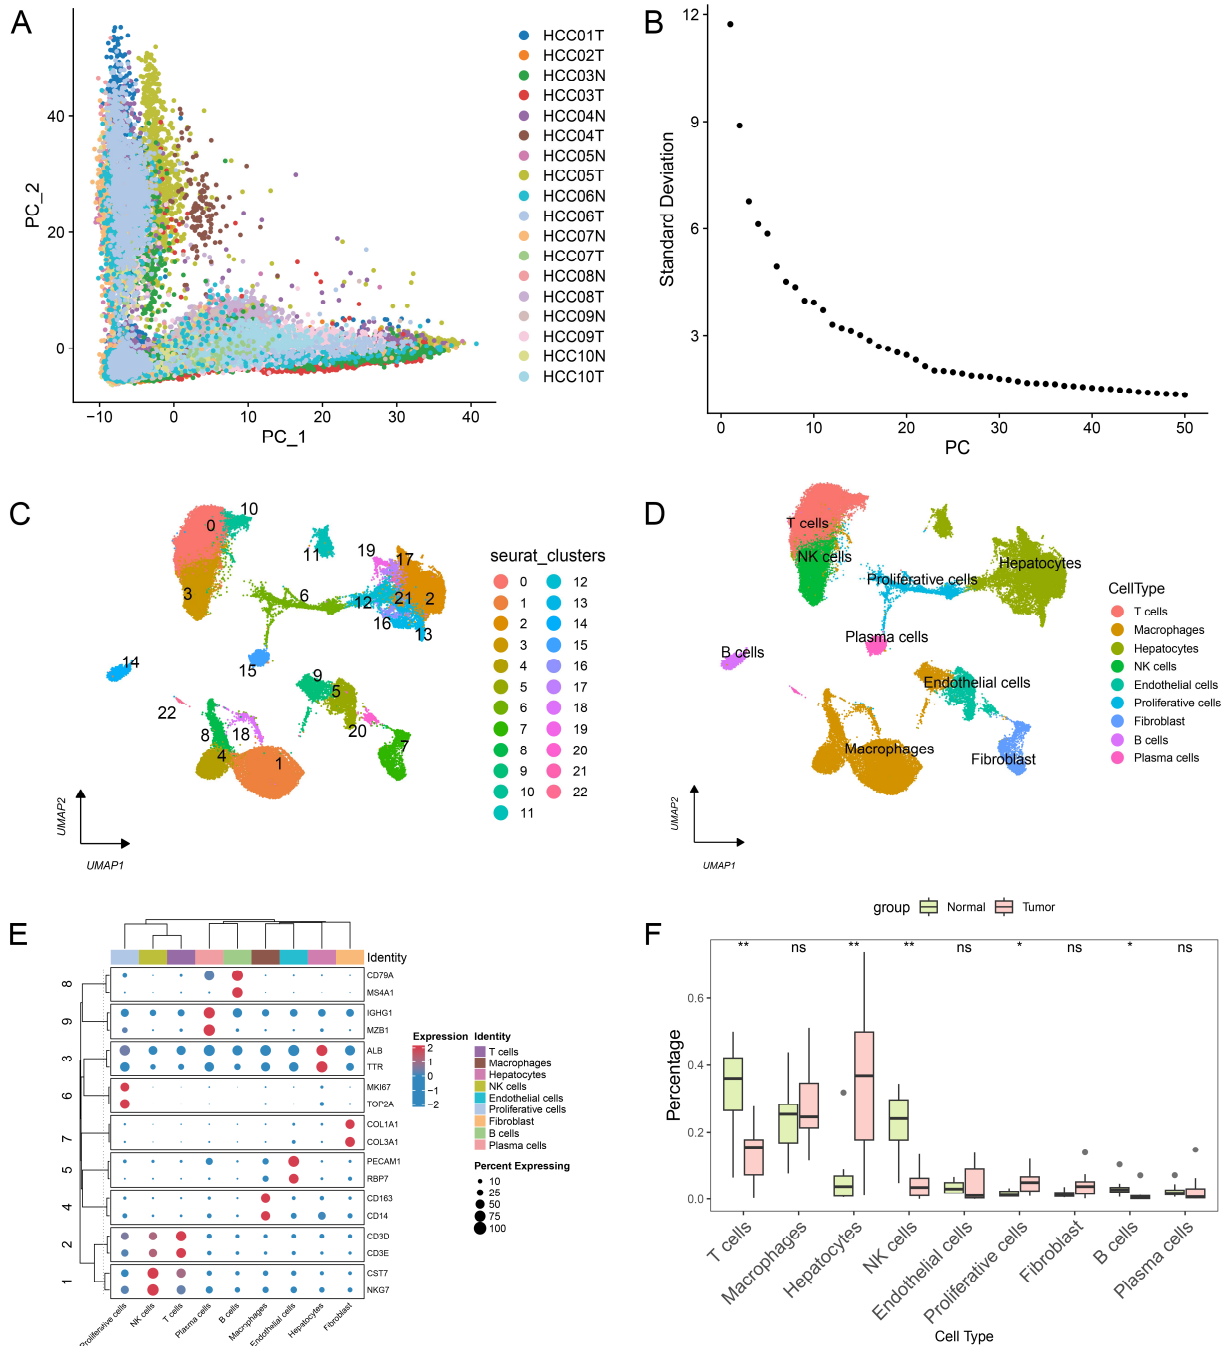 A
HCC01T
HCC02T
HCC03N
HCC03T
HCC04N
HCC04T
HCC05N
HCC05T
HCC06N
HCC06T
HCC07N
HCC07T
HCC08N
HCC08T
HCC09N
HCC09T
HCC10N
HCC10T
PC_2
40
20
0
−10 0 10 20 30 40
PC_1
B
Standard Deviation
12
9
6
3
0 10 20 30 40 50
PC
C
10
0
11
19
17
3
6
12
21
2
16
13
14
15
9
5
22
8
18
20
7
4
1
UMAP2
UMAP1
seurat_clusters
0 12
1 13
2 14
3 15
4 16
5 17
6 18
7 19
8 20
9 21
10 22
11
D
T cells
NK cells
Hepatocytes
Proliferative cells
Plasma cells
B cells
Endothelial cells
Macrophages
Fibroblast
UMAP2
UMAP1
CellType
T cells
Macrophages
Hepatocytes
NK cells
Endothelial cells
Proliferative cells
Fibroblast
B cells
Plasma cells
E
Identity
8
CD79A
MS4A1
9
IGHG1
MZB1
3
ALB
TTR
6
MKI67
TOP2A
7
COL1A1
COL3A1
5
PECAM1
RBP7
4
CD163
CD14
2
CD3D
CD3E
1
CST7
NKG7
Proliferative cells
NK cells
T cells
Plasma cells
B cells
Macrophages
Endothelial cells
Hepatocytes
Fibroblast
Expression
2
1
0
−1
−2
Identity
T cells
Macrophages
Hepatocytes
NK cells
Endothelial cells
Proliferative cells
Fibroblast
B cells
Plasma cells
Percent Expressing
10
25
50
75
100
F
group Normal Tumor
** ns ** ** ns * ns * ns
Percentage
0.6
0.4
0.2
0.0
T cells
Macrophages
Hepatocytes
NK cells
Endothelial cells
Proliferative cells
Fibroblast
B cells
Plasma cells
Cell Type